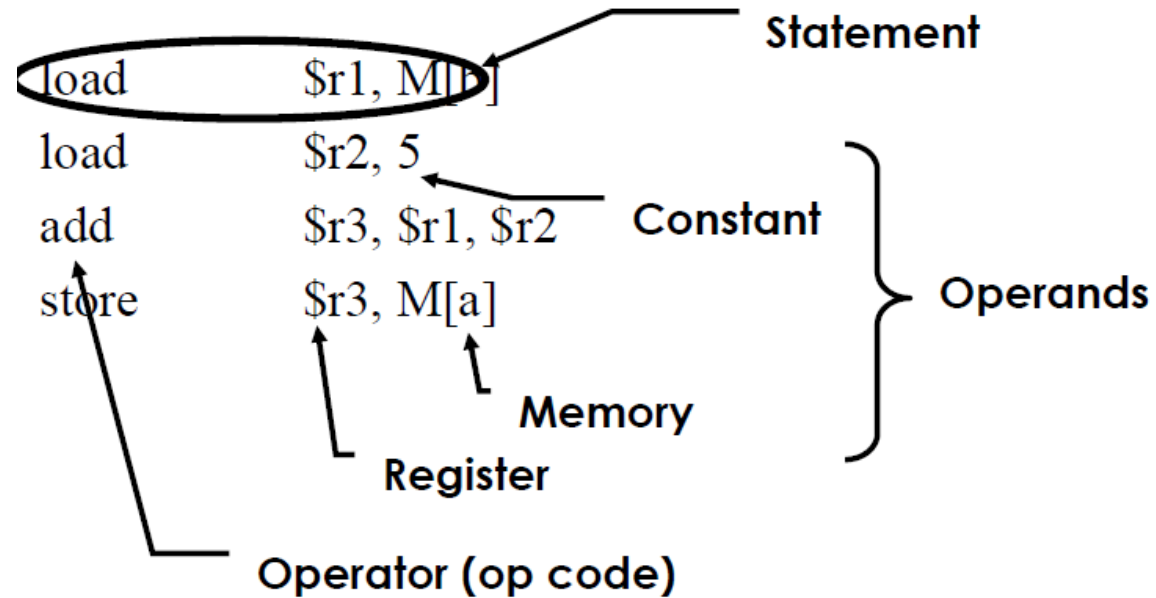 Statement
load $r1, M[b]
load $r2, 5
Constant
add $r3, $r1, $r2
Operands
store $r3, M[a]
Memory
Register
Operator (op code)